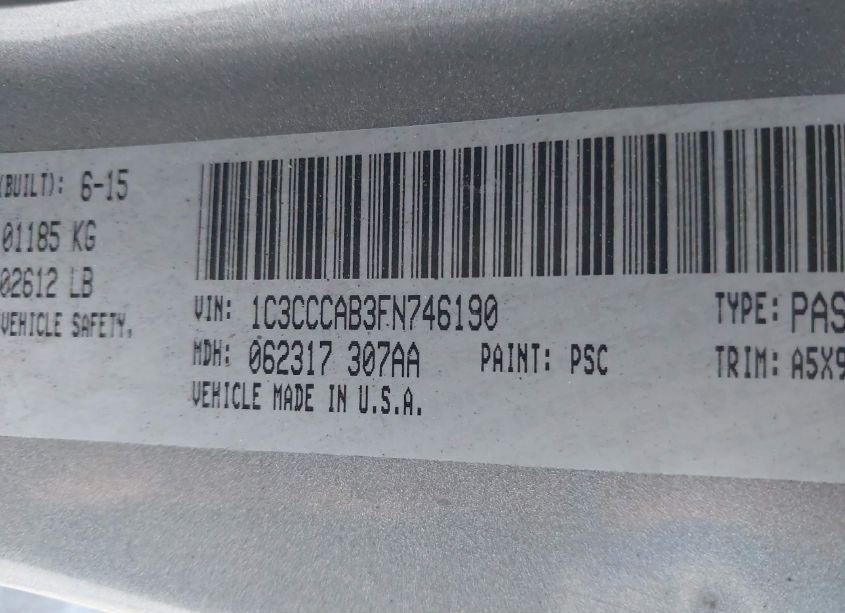 (BUILT): 6-15
01185 KG
02612 LB
VEHICLE SAFETY.
VIN: 1C3CCCAB3FN746190
MDH: 062317 307AA PAINT: PSC
VEHICLE MADE IN U.S.A.
TYPE: PAS
TRIM: A5X9